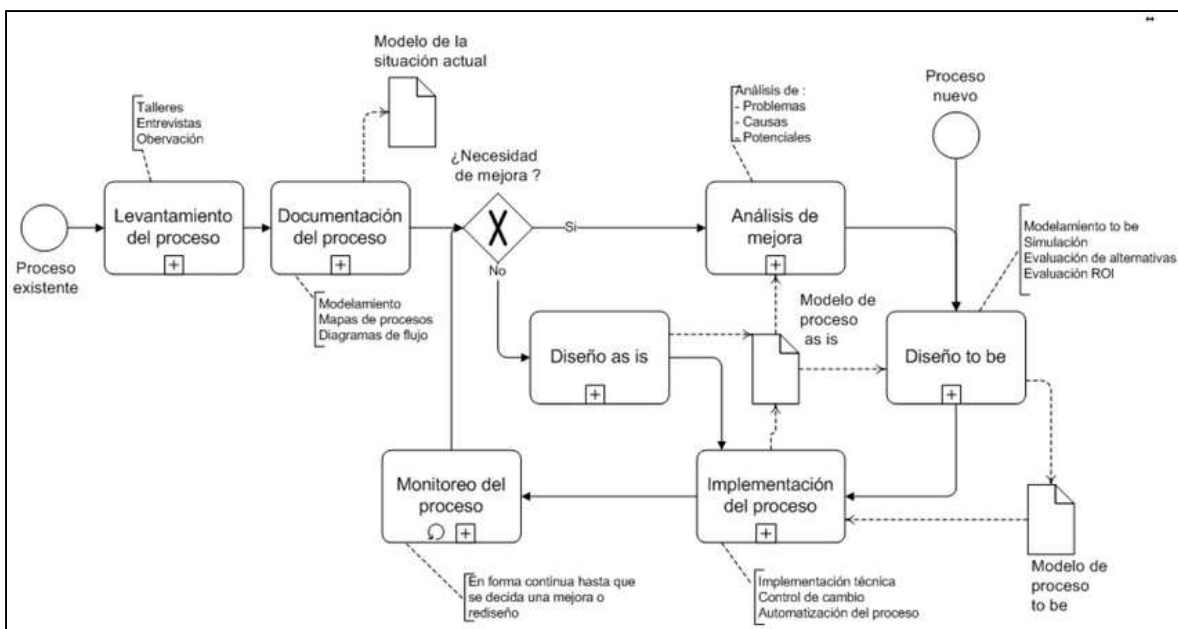 Modelo de la
situación actual
Talleres
Entrevistas
Obervación
Análisis de :
- Problemas
- Causas
- Potenciales
Proceso
nuevo
¿Necesidad
de mejora ?
Levantamiento
del proceso
Documentación
del proceso
X
Si
Análisis de
mejora
Modelamiento to be
Simulación
Evaluación de alternativas
Evaluación ROI
Proceso
existente
No
Modelamiento
Mapas de procesos
Diagramas de flujo
Modelo de
proceso
as is
Diseño as is
Diseño to be
Monitoreo del
proceso
Implementación
del proceso
Modelo de
proceso
to be
En forma continua hasta que
se decida una mejora o
rediseño
Implementación técnica
Control de cambio
Automatización del proceso